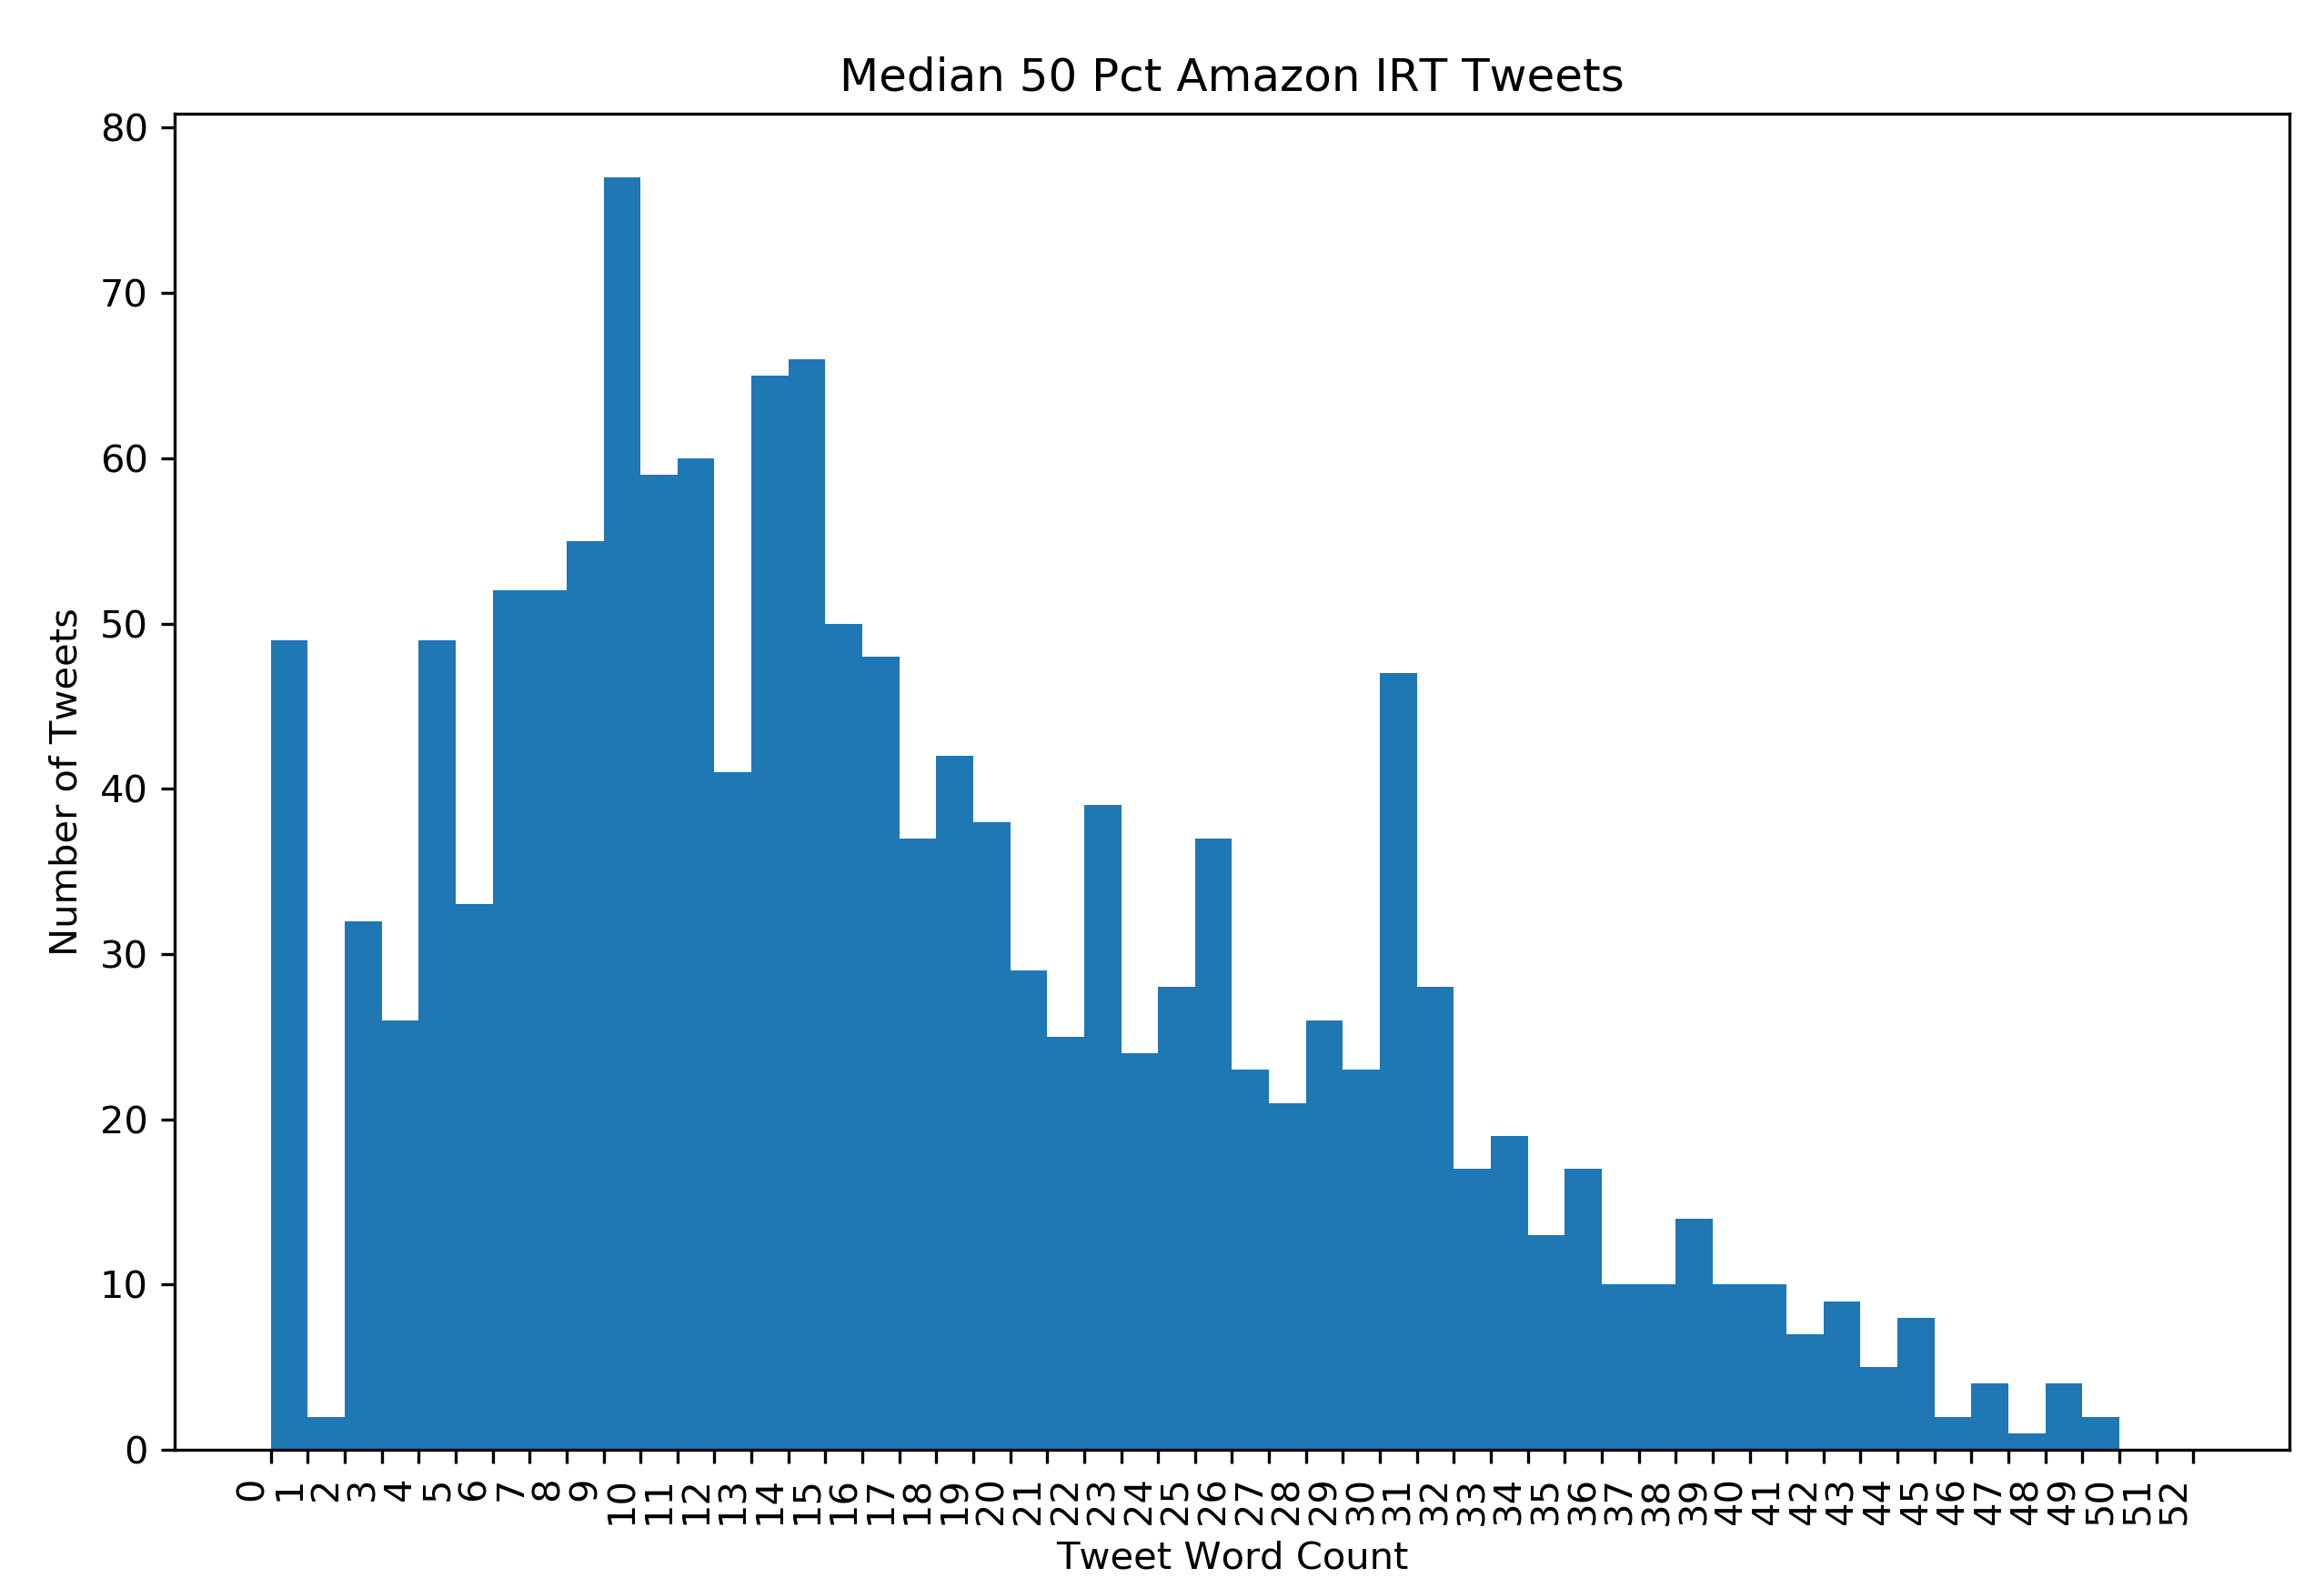 Median 50 Pct Amazon IRT Tweets
80
70
60
50
40
30
20
10
0
Number of Tweets
0 1 2 3 4 5 6 7 8 9 10 11 12 13 14 15 16 17 18 19 20 21 22 23 24 25 26 27 28 29 30 31 32 33 34 35 36 37 38 39 40 41 42 43 44 45 46 47 48 49 50 51 52
Tweet Word Count